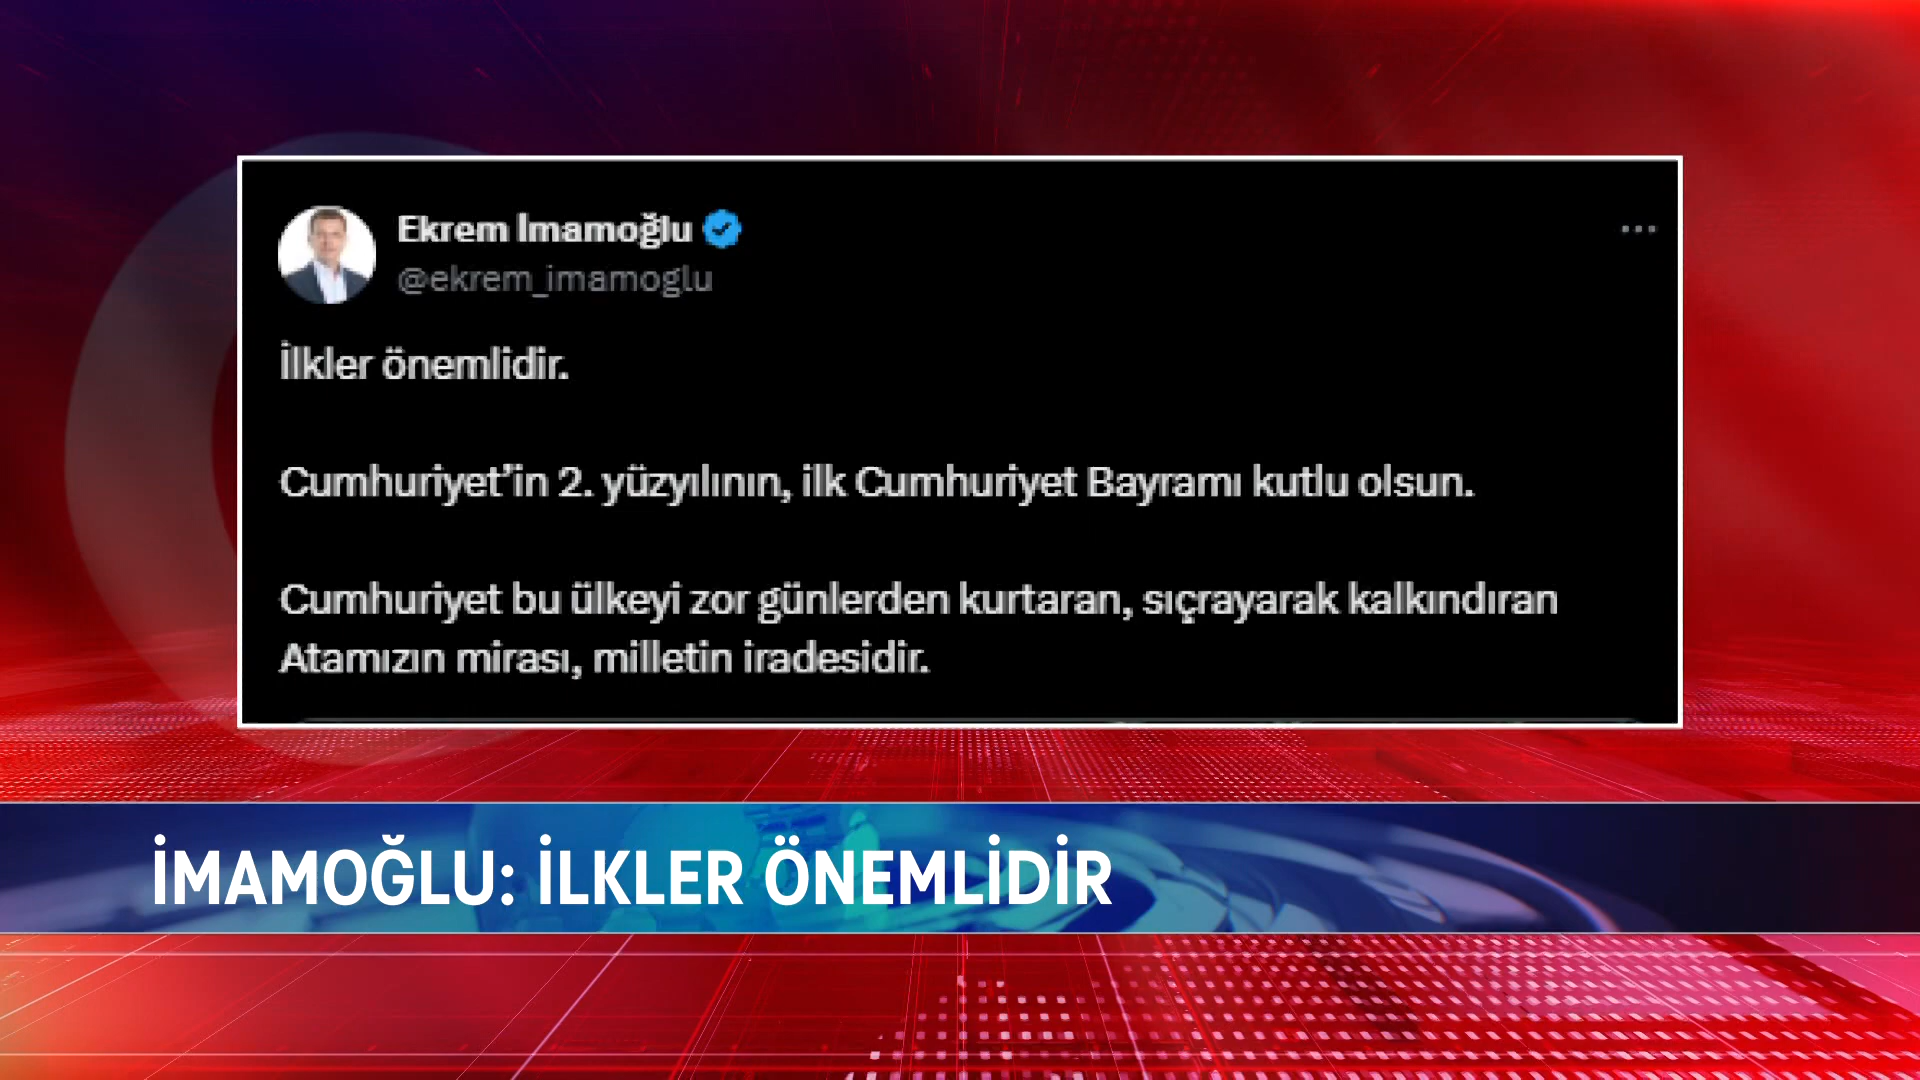 Ekrem İmamoğlu
@ekrem_imamoglu
İlkler önemlidir.
Cumhuriyet'in 2. yüzyılının, ilk Cumhuriyet Bayramı kutlu olsun.
Cumhuriyet bu ülkeyi zor günlerden kurtaran, sıçrayarak kalkındıran
Atamızın mirası, milletin iradesidir.
İMAMOĞLU: İLKLER ÖNEMLİDİR